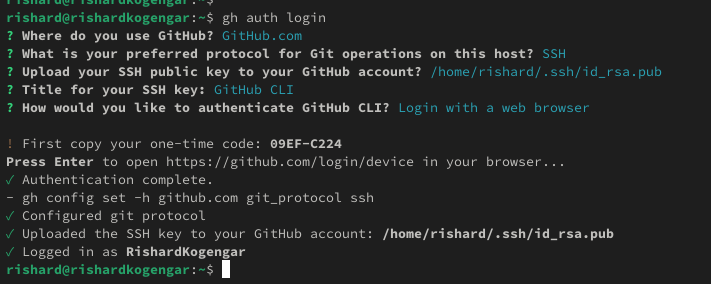 rishard@rishardkogengar:~$ gh auth login
? Where do you use GitHub? GitHub.com
? What is your preferred protocol for Git operations on this host? SSH
? Upload your SSH public key to your GitHub account? /home/rishard/.ssh/id_rsa.pub
? Title for your SSH key: GitHub CLI
? How would you like to authenticate GitHub CLI? Login with a web browser
! First copy your one-time code: 09EF-C224
Press Enter to open https://github.com/login/device in your browser...
✓ Authentication complete.
- gh config set -h github.com git_protocol ssh
✓ Configured git protocol
✓ Uploaded the SSH key to your GitHub account: /home/rishard/.ssh/id_rsa.pub
✓ Logged in as RishardKogengar
rishard@rishardkogengar:~$